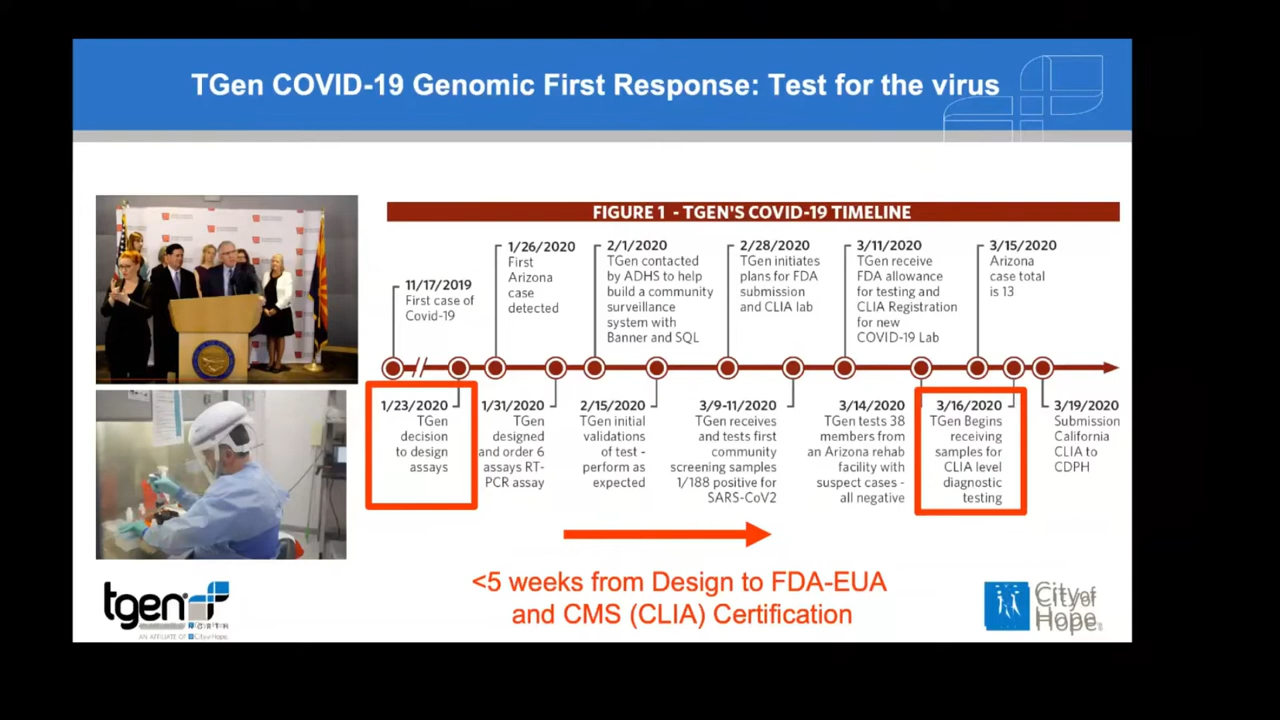 TGen COVID-19 Genomic First Response: Test for the virus
FIGURE 1 - TGEN'S COVID-19 TIMELINE
11/17/2019
First case of
Covid-19
1/26/2020
First
Arizona
case
detected
2/1/2020
TGen contacted
by ADHS to help
build a community
surveillance
system with
Banner and SQL
2/28/2020
TGen initiates
plans for FDA
submission
and CLIA lab
3/11/2020
TGen receive
FDA allowance
for testing and
CLIA Registration
for new
COVID-19 Lab
3/15/2020
Arizona
case total
is 13
1/23/2020
TGen
decision
to design
assays
1/31/2020
TGen
designed
and order 6
assays RT-
PCR assay
2/15/2020
TGen initial
validations
of test -
perform as
expected
3/9-11/2020
TGen receives
and tests first
community
screening samples
1/188 positive for
SARS-CoV2
3/14/2020
TGen tests 38
members from
an Arizona rehab
facility with
suspect cases -
all negative
3/16/2020
TGen Begins
receiving
samples for
CLIA level
diagnostic
testing
3/19/2020
Submission
California
CLIA to
CDPH
<5 weeks from Design to FDA-EUA
and CMS (CLIA) Certification
tgen
NORTH
AN AFFILIATE OF City of Hope
City of
Hope